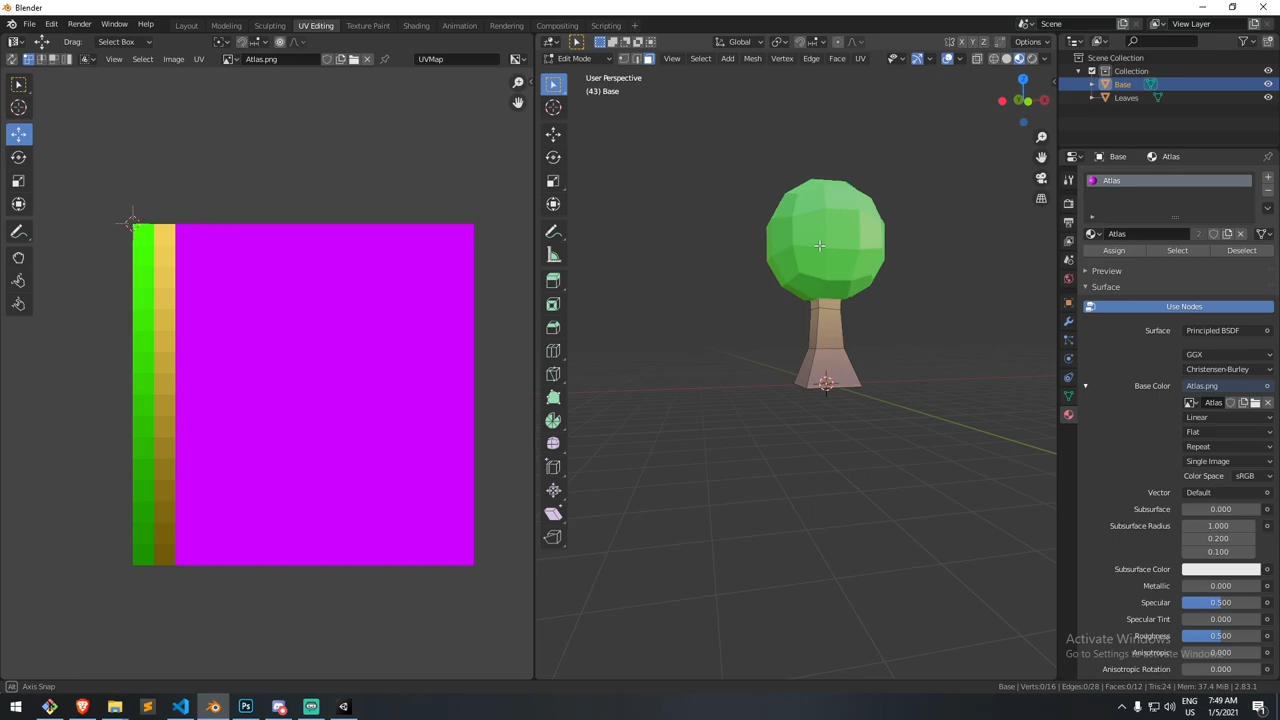 Blender
File Edit Render Window Help
Layout Modeling Sculpting UV Editing Texture Paint Shading Animation Rendering Compositing Scripting +
Scene
View Layer
Drag: Select Box
Global
X Y Z Options
View Select Image UV
Atlas.png
UVMap
Edit Mode
View Select Add Mesh Vertex Edge Face UV
User Perspective
(43) Base
Z
Scene Collection
Collection
Base
Leaves
Base Atlas
Atlas
Atlas 2
Assign Select Deselect
Preview
Surface
Use Nodes
Surface Principled BSDF
GGX
Christensen-Burley
Base Color Atlas.png
Atlas
Linear
Flat
Repeat
Single Image
Color Space sRGB
Vector Default
Subsurface 0.000
Subsurface Radius 1.000
0.200
0.100
Subsurface Color
Metallic 0.000
Specular 0.500
Specular Tint 0.000
Roughness 0.500
Anisotropic 0.000
Anisotropic Rotation 0.000
Activate Windows
Go to Settings to activate Windows.
Alt Axis Snap
Base | Verts:0/16 | Edges:0/28 | Faces:0/12 | Tris:24 | Mem: 37.4 MiB | 2.83.1
Ps
ENG
US
7:49 AM
1/5/2021